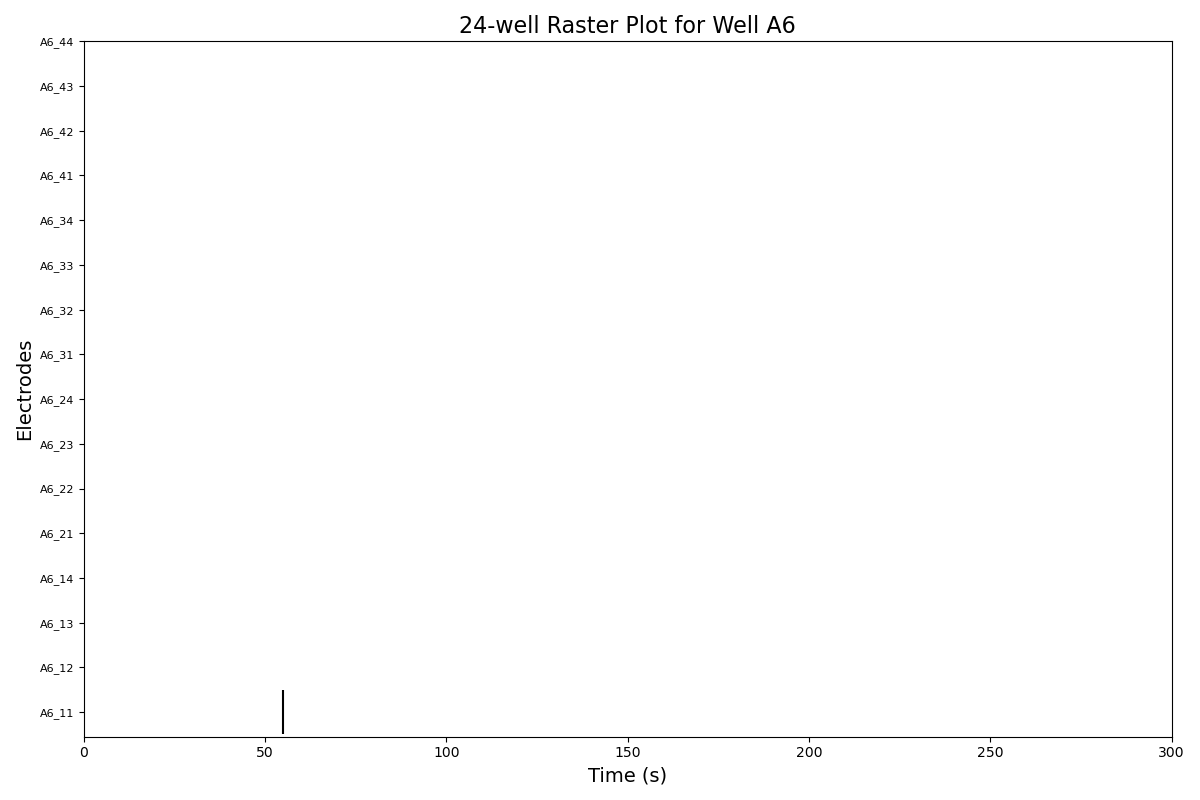 24-well Raster Plot for Well A6
A6_44
A6_43
A6_42
A6_41
A6_34
A6_33
A6_32
A6_31
A6_24
A6_23
A6_22
A6_21
A6_14
A6_13
A6_12
A6_11
Electrodes
0 50 100 150 200 250 300
Time (s)